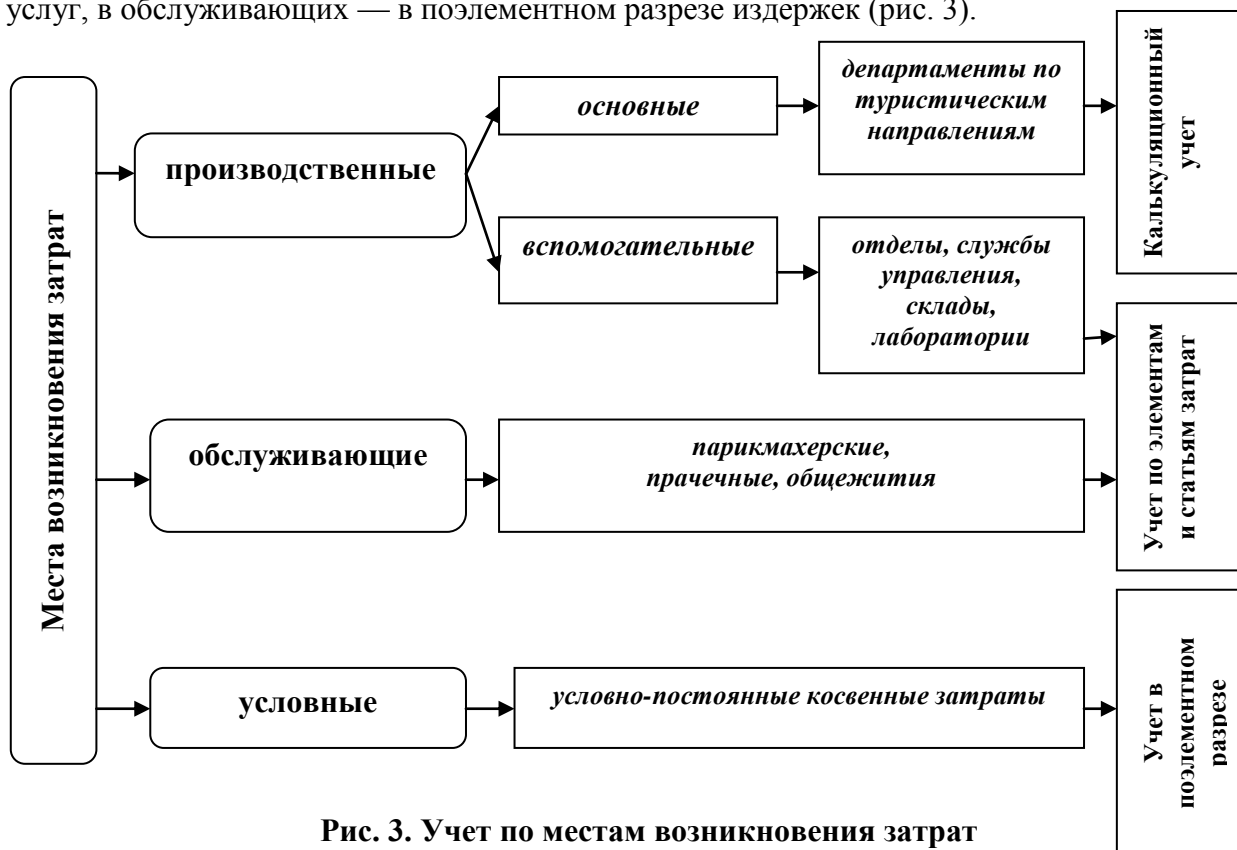 услуг, в обслуживающих — в поэлементном разрезе издержек (рис. 3).
Места возникновения затрат
производственные
основные
департаменты по
туристическим
направлениям
Калькуляционный
учет
вспомогательные
отделы, службы
управления,
склады,
лаборатории
Учет по элементам
и статьям затрат
обслуживающие
парикмахерские,
прачечные, общежития
условные
условно-постоянные косвенные затраты
Учет в
поэлементном
разрезе
Рис. 3. Учет по местам возникновения затрат